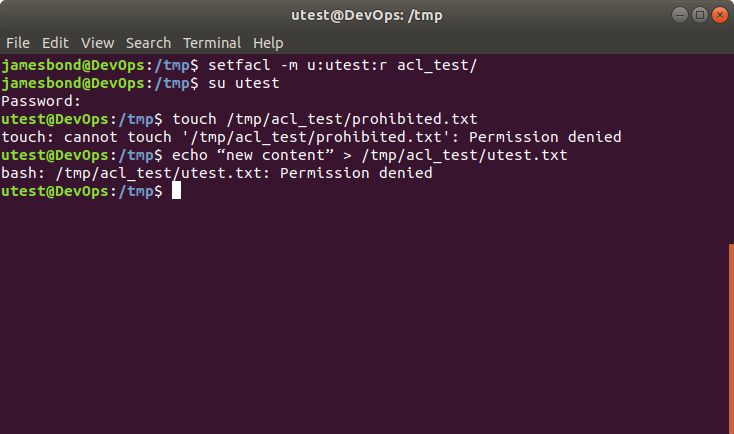 utest@DevOps: /tmp
File Edit View Search Terminal Help
jamesbond@DevOps:/tmp$ setfacl -m u:utest:r acl_test/
jamesbond@DevOps:/tmp$ su utest
Password:
utest@DevOps:/tmp$ touch /tmp/acl_test/prohibited.txt
touch: cannot touch '/tmp/acl_test/prohibited.txt': Permission denied
utest@DevOps:/tmp$ echo “new content” > /tmp/acl_test/utest.txt
bash: /tmp/acl_test/utest.txt: Permission denied
utest@DevOps:/tmp$